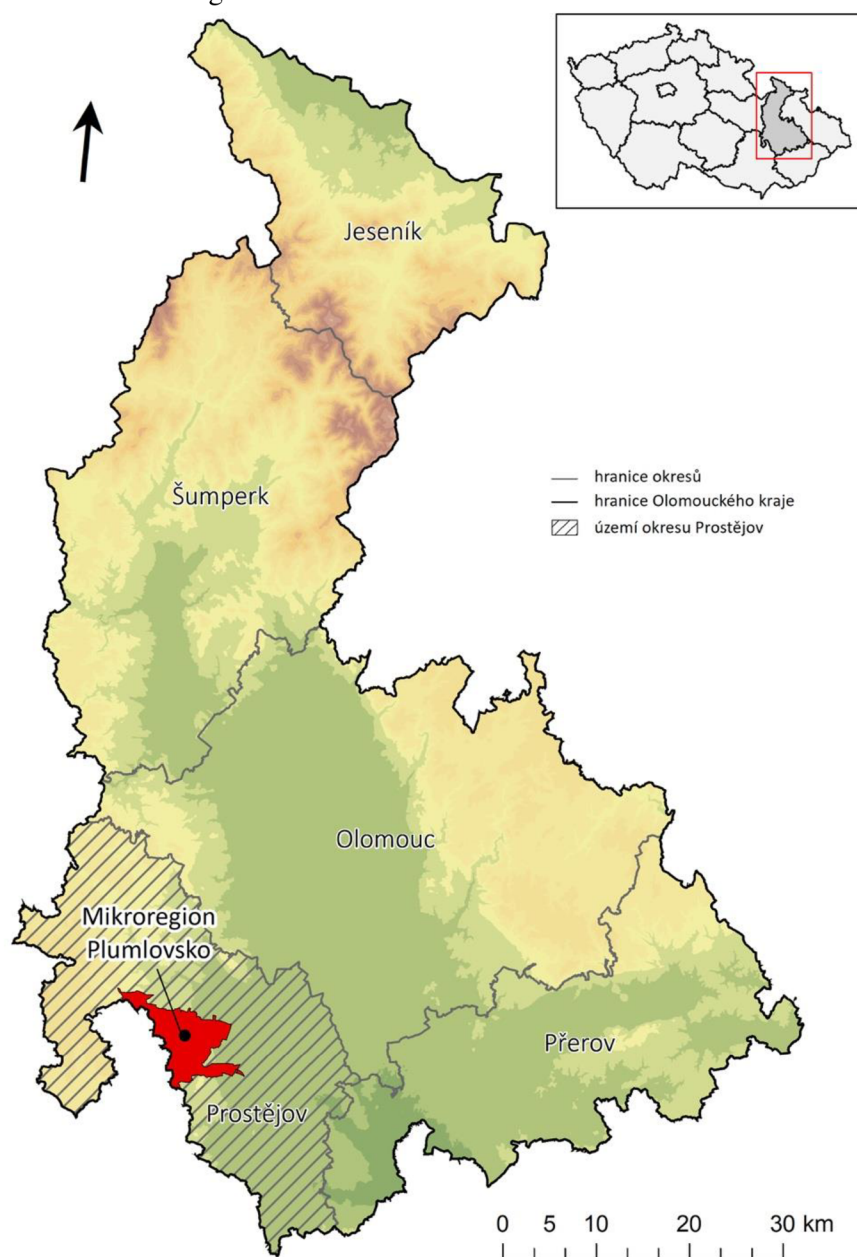 Jeseník
Šumperk
hranice okresů
hranice Olomouckého kraje
území okresu Prostějov
Olomouc
Mikroregion
Plumlovsko
Přerov
Prostějov
0 5 10 20 30 km